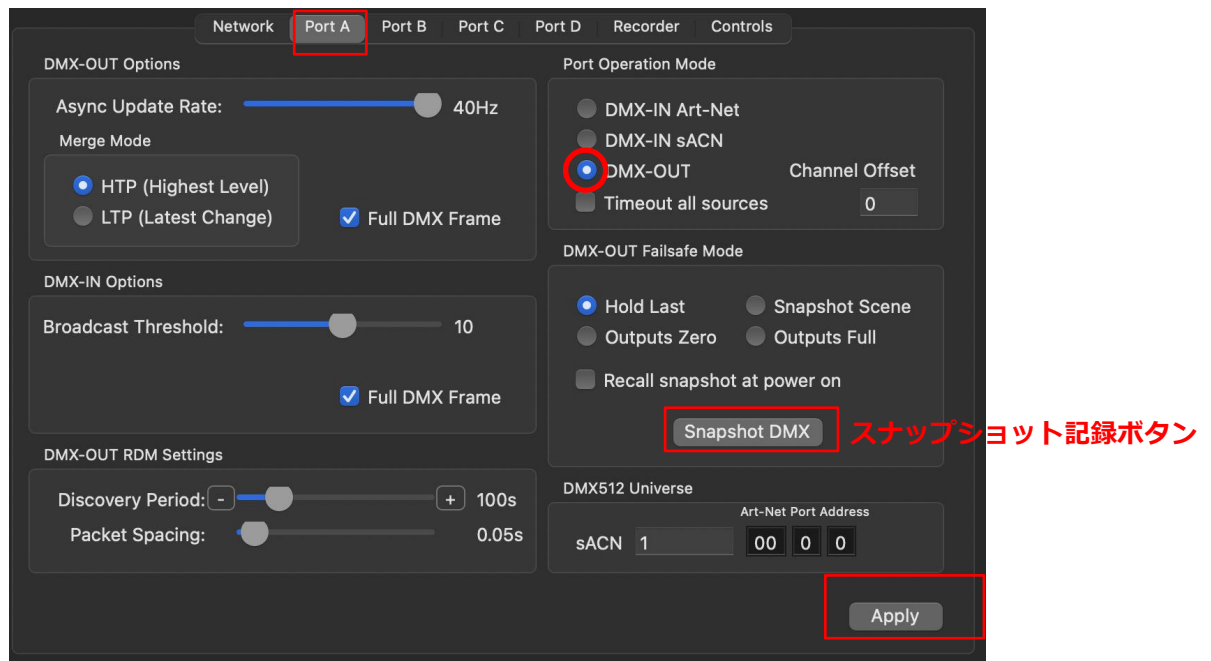 Network Port A Port B Port C Port D Recorder Controls
DMX-OUT Options
Async Update Rate: 40Hz
Merge Mode
HTP (Highest Level)
LTP (Latest Change)
Full DMX Frame
DMX-IN Options
Broadcast Threshold: 10
Full DMX Frame
DMX-OUT RDM Settings
Discovery Period: - + 100s
Packet Spacing: 0.05s
Port Operation Mode
DMX-IN Art-Net
DMX-IN sACN
DMX-OUT Channel Offset
Timeout all sources 0
DMX-OUT Failsafe Mode
Hold Last Snapshot Scene
Outputs Zero Outputs Full
Recall snapshot at power on
Snapshot DMX スナップショット記録ボタン
DMX512 Universe
Art-Net Port Address
sACN 1 00 0 0
Apply